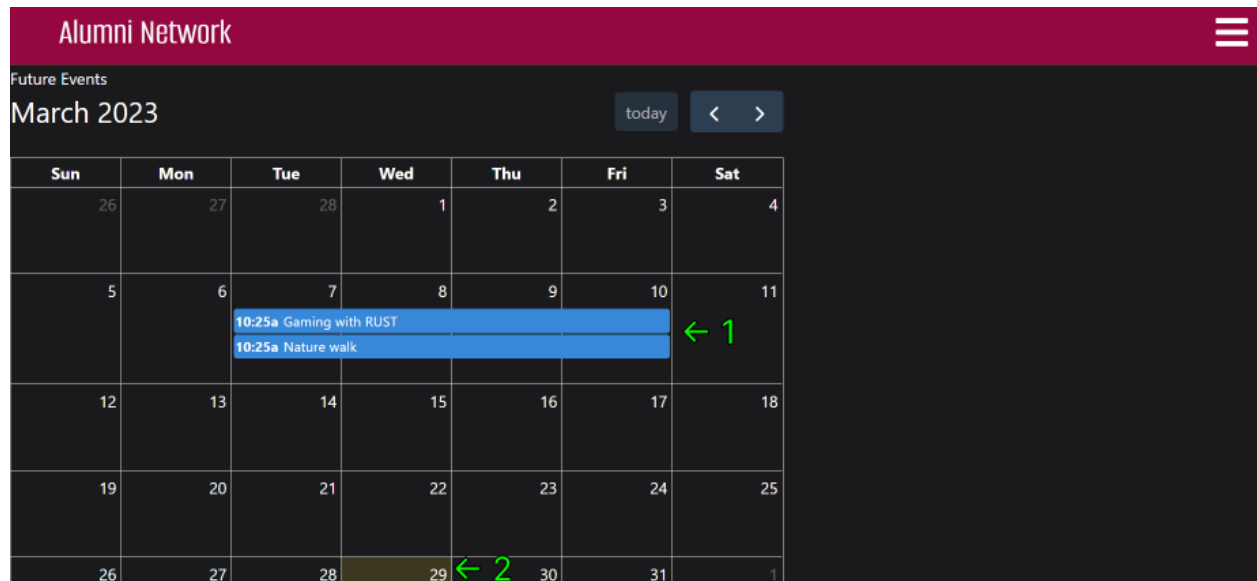 Alumni Network
Future Events
March 2023 today
Sun Mon Tue Wed Thu Fri Sat
26 27 28 1 2 3 4
5 6 7 8 9 10 11
10:25a Gaming with RUST
10:25a Nature walk
← 1
12 13 14 15 16 17 18
19 20 21 22 23 24 25
26 27 28 29 ← 2 30 31 1